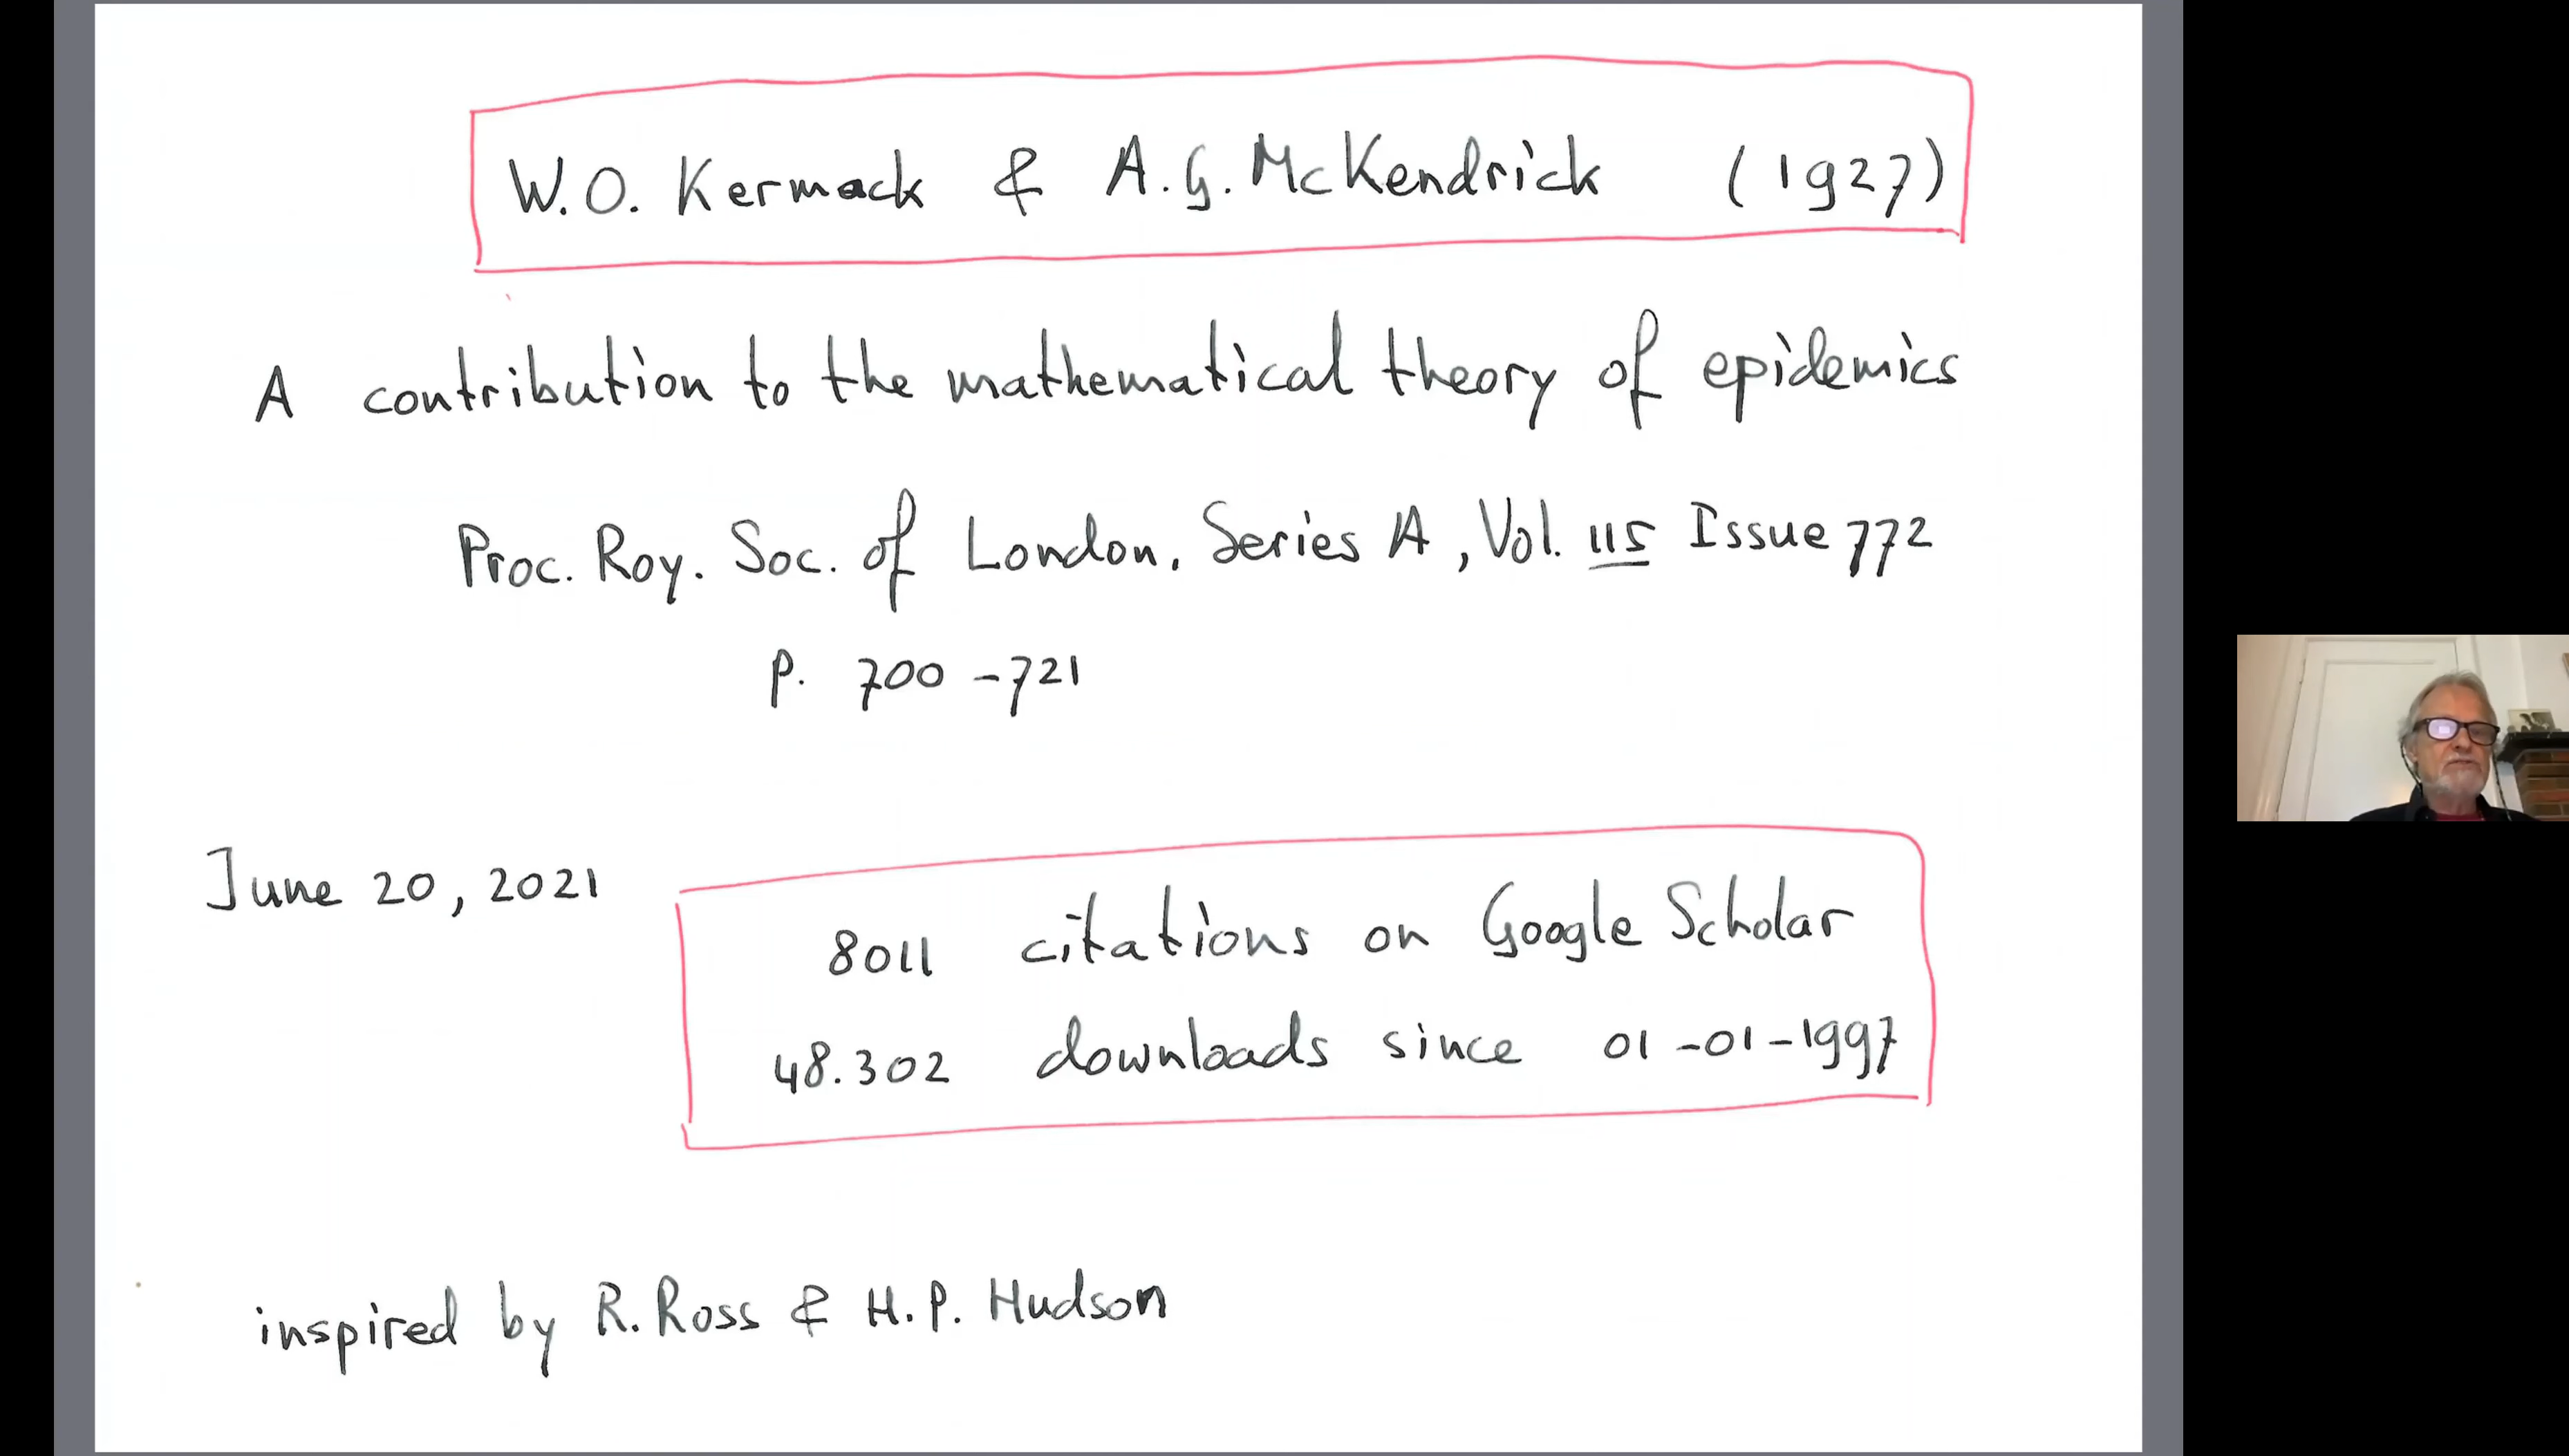 W.O. Kermack & A.G. McKendrick (1927)
A contribution to the mathematical theory of epidemics
Proc. Roy. Soc. of London, Series A, Vol. 115 Issue 772
p. 700-721
June 20, 2021
8011 citations on Google Scholar
48.302 downloads since 01-01-1997
inspired by R. Ross & H.P. Hudson